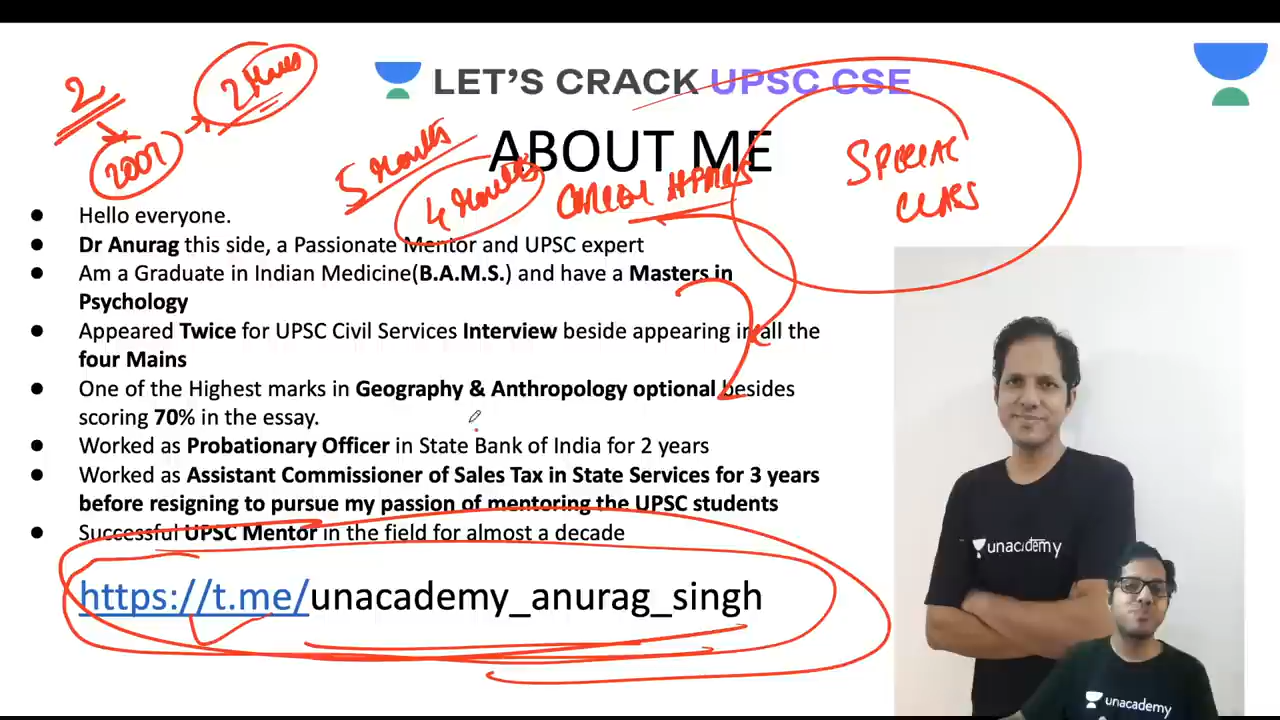 LET'S CRACK UPSC CSE
ABOUT ME
2
2 Hours
5 Months
4 Months
SPECIAL
CLASS
● Hello everyone.
● Dr Anurag this side, a Passionate Mentor and UPSC expert
● Am a Graduate in Indian Medicine(B.A.M.S.) and have a Masters in
Psychology
● Appeared Twice for UPSC Civil Services Interview beside appearing in all the
four Mains
● One of the Highest marks in Geography & Anthropology optional besides
scoring 70% in the essay.
● Worked as Probationary Officer in State Bank of India for 2 years
● Worked as Assistant Commissioner of Sales Tax in State Services for 3 years
before resigning to pursue my passion of mentoring the UPSC students
● Successful UPSC Mentor in the field for almost a decade
https://t.me/unacademy_anurag_singh
unacademy
unacademy